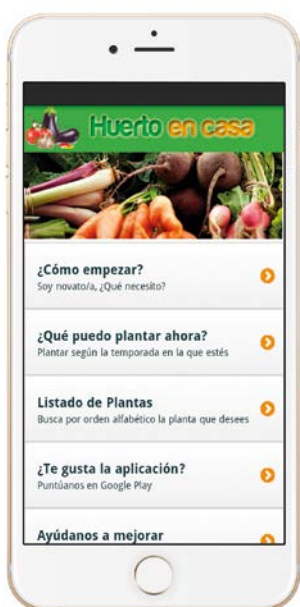 Huerto en casa
¿Cómo empezar?
Soy novato/a, ¿Qué necesito?
¿Qué puedo plantar ahora?
Plantar según la temporada en la que estés
Listado de Plantas
Busca por orden alfabético la planta que desees
¿Te gusta la aplicación?
Puntúanos en Google Play
Ayúdanos a mejorar